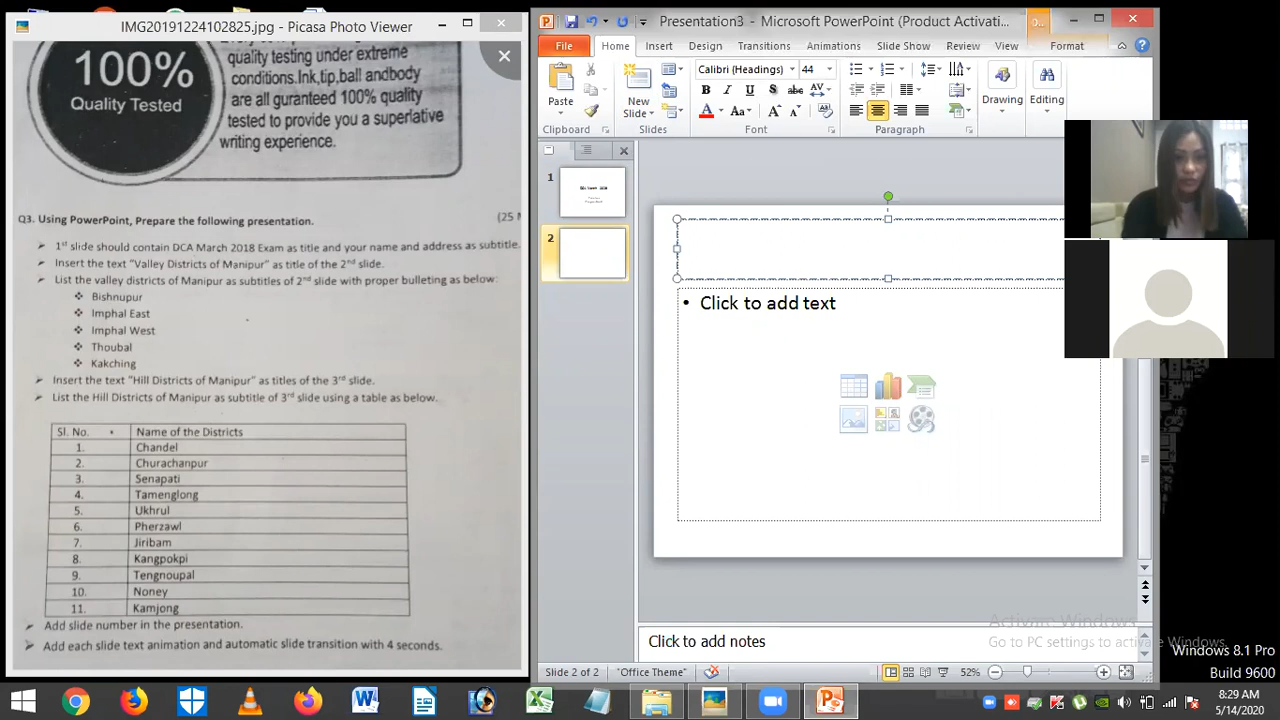 IMG20191224102825.jpg - Picasa Photo Viewer
100%
Quality Tested
quality testing under extreme
conditions.Ink,tip,ball andbody
are all guranteed 100% quality
tested to provide you a superlative
writing experience.
Q3. Using PowerPoint, Prepare the following presentation.
(25
1st slide should contain DCA March 2018 Exam as title and your name and address as subtitle.
Insert the text "Valley Districts of Manipur" as title of the 2nd slide.
List the valley districts of Manipur as subtitles of 2nd slide with proper bulleting as below:
Bishnupur
Imphal East
Imphal West
Thoubal
Kakching
Insert the text "Hill Districts of Manipur" as titles of the 3rd slide.
List the Hill Districts of Manipur as subtitle of 3rd slide using a table as below.
Sl. No. Name of the Districts
1. Chandel
2. Churachanpur
3. Senapati
4. Tamenglong
5. Ukhrul
6. Pherzawl
7. Jiribam
8. Kangpokpi
9. Tengnoupal
10. Noney
11. Kamjong
Add slide number in the presentation.
Add each slide text animation and automatic slide transition with 4 seconds.
Presentation3 - Microsoft PowerPoint (Product Activati...
File Home Insert Design Transitions Animations Slide Show Review View Format
Paste
Clipboard
New
Slide
Slides
Calibri (Headings) 44
B I U S abc AV
A Aa A A
Font
Paragraph
Drawing
Editing
1
2
• Click to add text
Click to add notes
Activate Windows
Go to PC settings to activate Windows.
Slide 2 of 2 "Office Theme" 52%
Windows 8.1 Pro
Build 9600
8:29 AM
5/14/2020